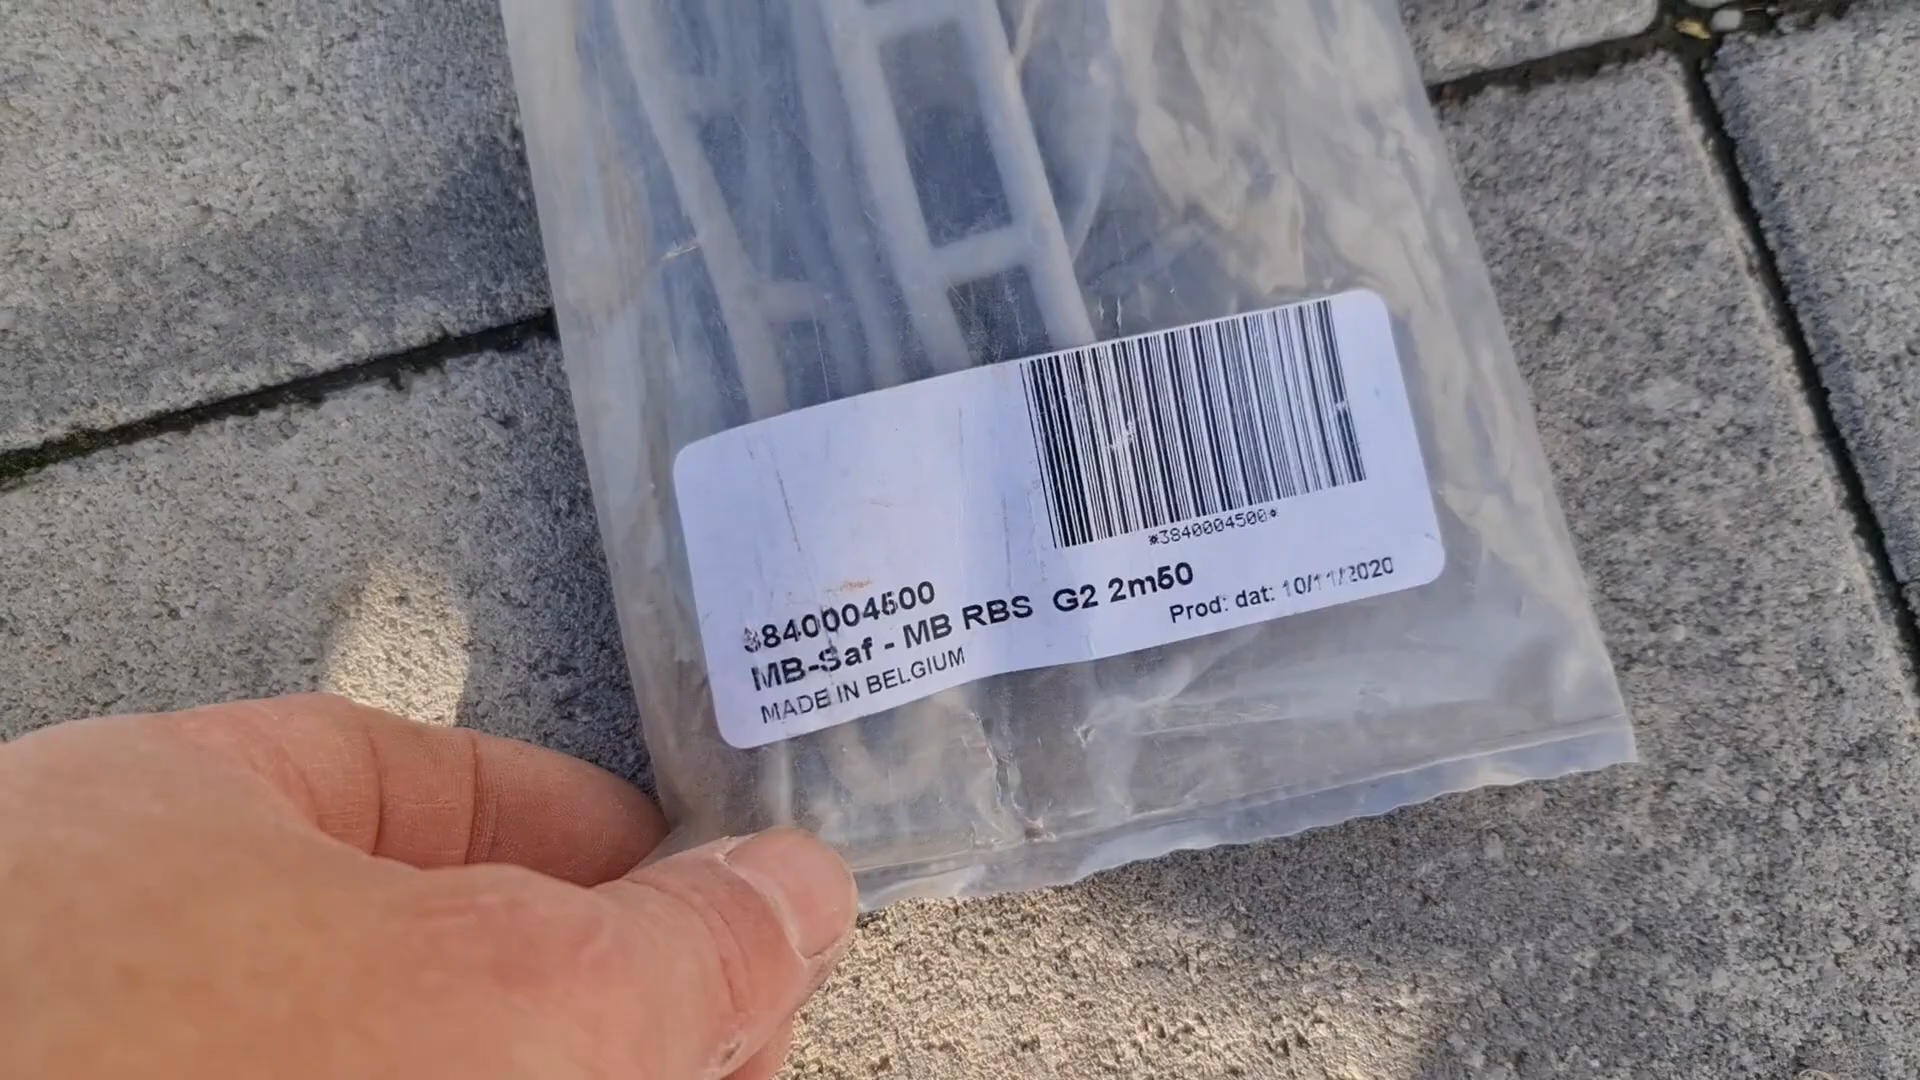 *3840004500*
3840004500
MB-Saf - MB RBS G2 2m50
Prod: dat: 10/11/2020
MADE IN BELGIUM